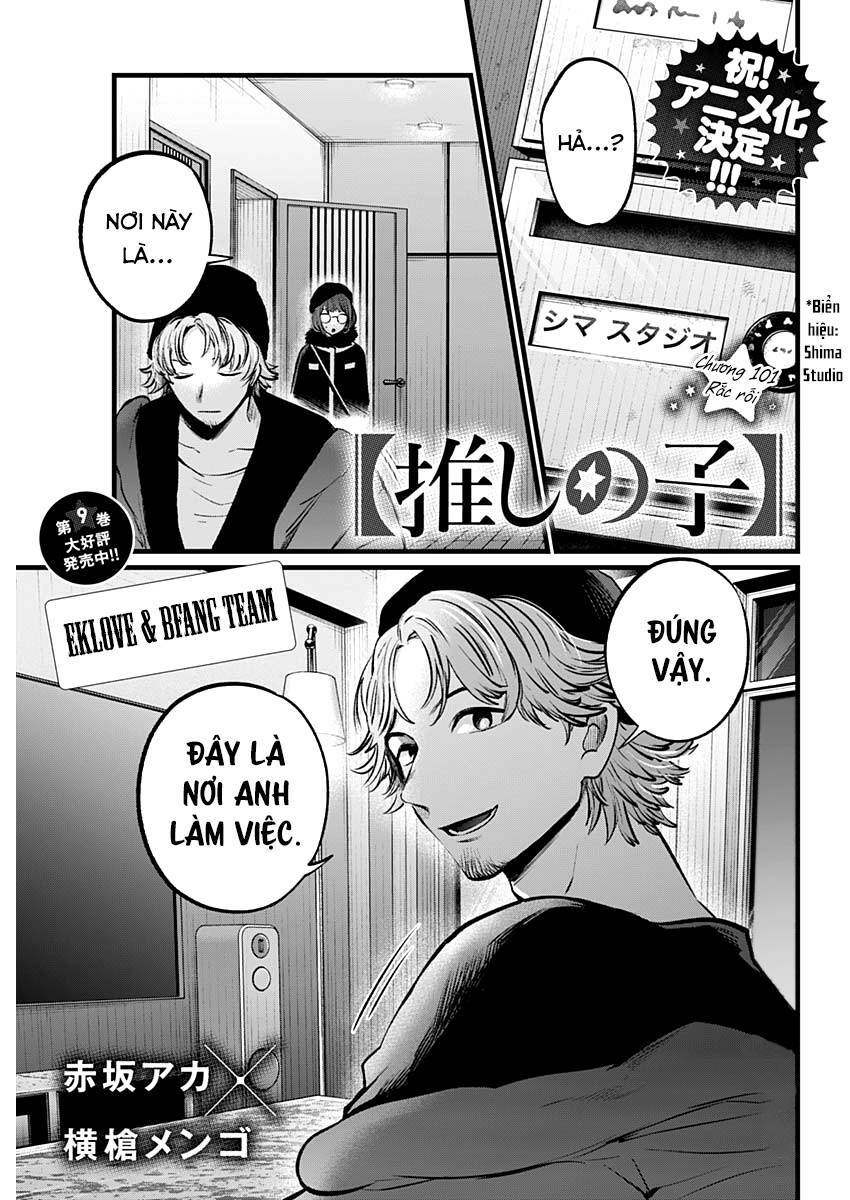 祝!
アニメ化
決定
!!!
HẢ...?
シマ スタジオ
*Biển
hiệu:
Shima
Studio
Chương 101
Rắc rối
NƠI NÀY
LÀ...
【推しの子】
第9巻
大好評
発売中!!
EKLOVE & BFANG TEAM
ĐÚNG
VẬY.
ĐÂY LÀ
NƠI ANH
LÀM VIỆC.
赤坂アカ×
横槍メンゴ